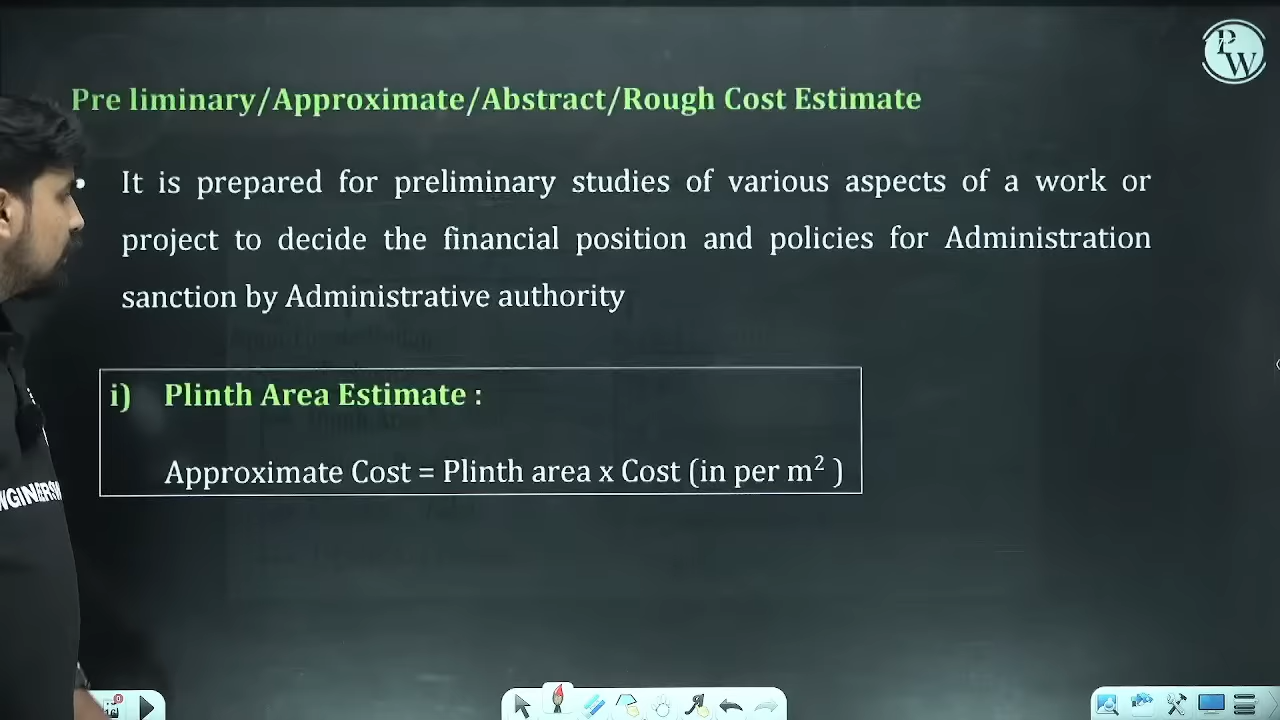 PW
Pre liminary/Approximate/Abstract/Rough Cost Estimate
• It is prepared for preliminary studies of various aspects of a work or
project to decide the financial position and policies for Administration
sanction by Administrative authority
i) Plinth Area Estimate :
Approximate Cost = Plinth area x Cost (in per m² )